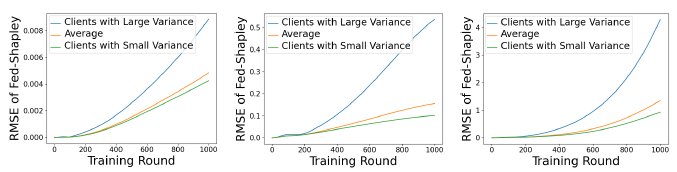 RMSE of Fed-Shapley
0.008
0.006
0.004
0.002
0.000
Clients with Large Variance
Average
Clients with Small Variance
0 200 400 600 800 1000
Training Round
RMSE of Fed-Shapley
0.5
0.4
0.3
0.2
0.1
0.0
Clients with Large Variance
Average
Clients with Small Variance
0 200 400 600 800 1000
Training Round
RMSE of Fed-Shapley
4
3
2
1
0
Clients with Large Variance
Average
Clients with Small Variance
0 200 400 600 800 1000
Training Round